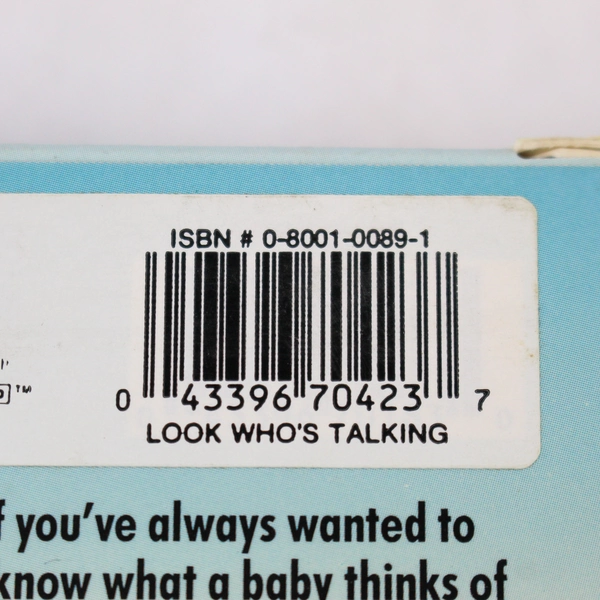 ISBN # 0-8001-0089-1
0 43396 70423 7
LOOK WHO'S TALKING
TM
f you've always wanted to
know what a baby thinks of